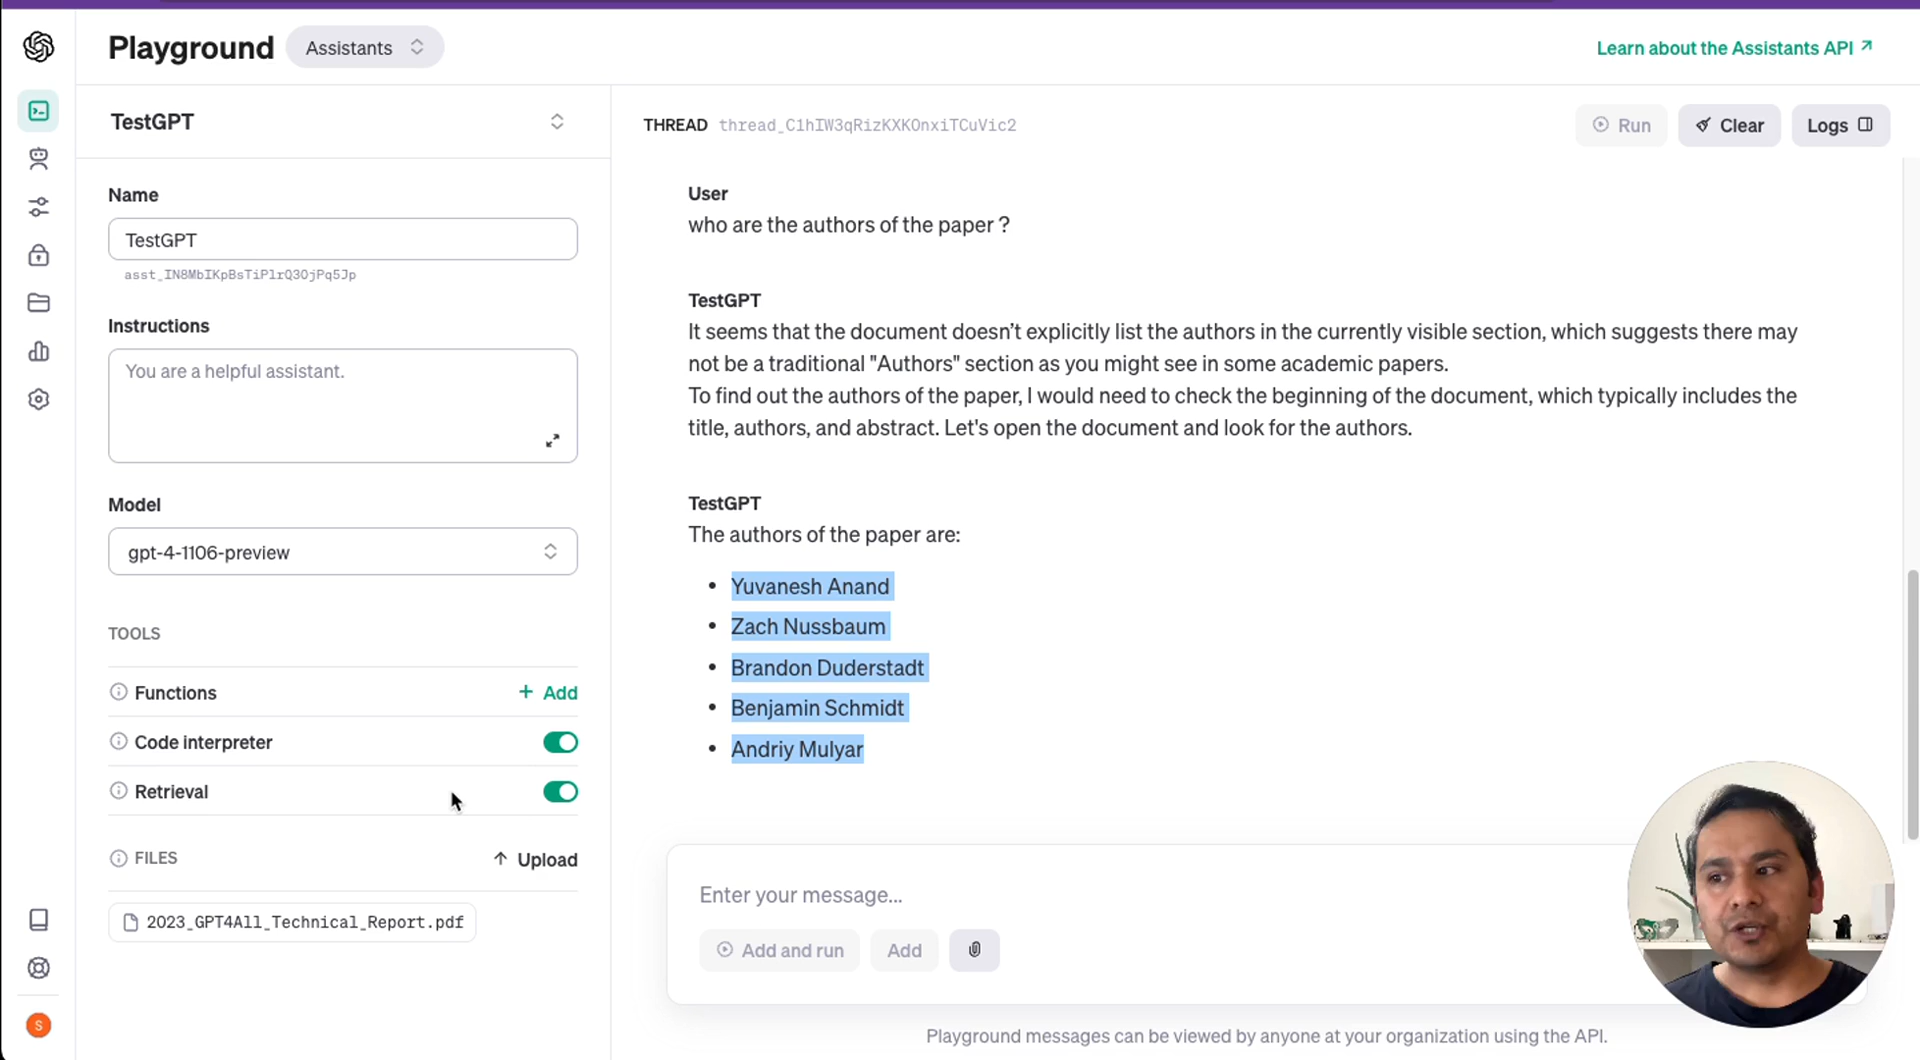 Playground
Assistants
Learn about the Assistants API
TestGPT
Name
TestGPT
asst_IN8MbIKpBsTiPlrQ3OjPq5Jp
Instructions
You are a helpful assistant.
Model
gpt-4-1106-preview
TOOLS
Functions
+ Add
Code interpreter
Retrieval
FILES
Upload
2023_GPT4All_Technical_Report.pdf
S
THREAD thread_C1hIW3qRizKXKOnxiTCuVic2
Run
Clear
Logs
User
who are the authors of the paper ?
TestGPT
It seems that the document doesn’t explicitly list the authors in the currently visible section, which suggests there may
not be a traditional "Authors" section as you might see in some academic papers.
To find out the authors of the paper, I would need to check the beginning of the document, which typically includes the
title, authors, and abstract. Let's open the document and look for the authors.
TestGPT
The authors of the paper are:
• Yuvanesh Anand
• Zach Nussbaum
• Brandon Duderstadt
• Benjamin Schmidt
• Andriy Mulyar
Enter your message...
Add and run
Add
Playground messages can be viewed by anyone at your organization using the API.